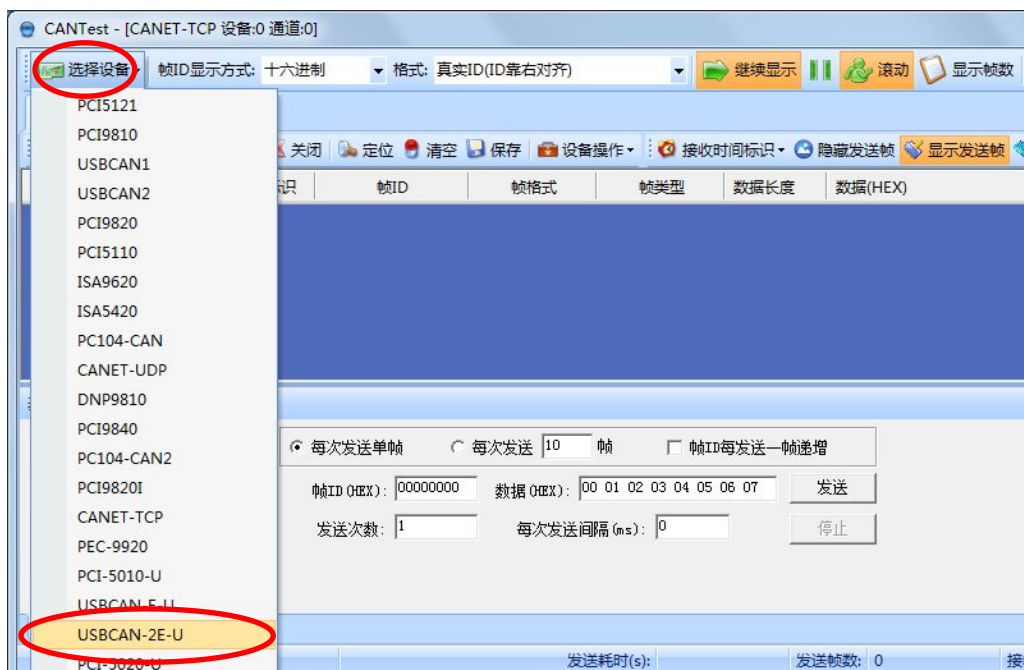 CANTest - [CANET-TCP 设备:0 通道:0]
选择设备 帧ID显示方式: 十六进制 格式: 真实ID(ID靠右对齐) 继续显示 滚动 显示帧数
PCI5121
PCI9810
关闭 定位 清空 保存 设备操作 接收时间标识 隐藏发送帧 显示发送帧
USBCAN1
识 帧ID 帧格式 帧类型 数据长度 数据(HEX)
USBCAN2
PCI9820
PCI5110
ISA9620
ISA5420
PC104-CAN
CANET-UDP
DNP9810
PCI9840
每次发送单帧 每次发送 10 帧 帧ID每发送一帧递增
PC104-CAN2
PCI9820I
帧ID(HEX): 00000000 数据(HEX): 00 01 02 03 04 05 06 07 发送
CANET-TCP
发送次数: 1 每次发送间隔(ms): 0 停止
PEC-9920
PCI-5010-U
USBCAN-E-U
USBCAN-2E-U
PCI-5020-U
发送耗时(s): 发送帧数: 0 接